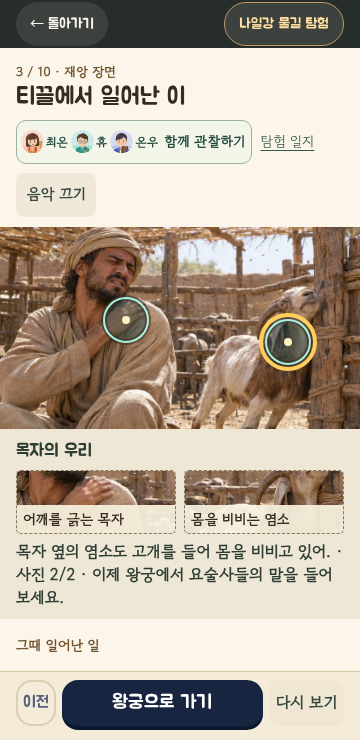 ← 돌아가기
나일강 물길 탐험
3 / 10 · 재앙 장면
티끌에서 일어난 이
최온 휴 온우 함께 관찰하기
탐험 일지
음악 끄기
목자의 우리
어깨를 긁는 목자
몸을 비비는 염소
목자 옆의 염소도 고개를 들어 몸을 비비고 있어. ·
사진 2/2 · 이제 왕궁에서 요술사들의 말을 들어
보세요.
그때 일어난 일
이전
왕궁으로 가기
다시 보기